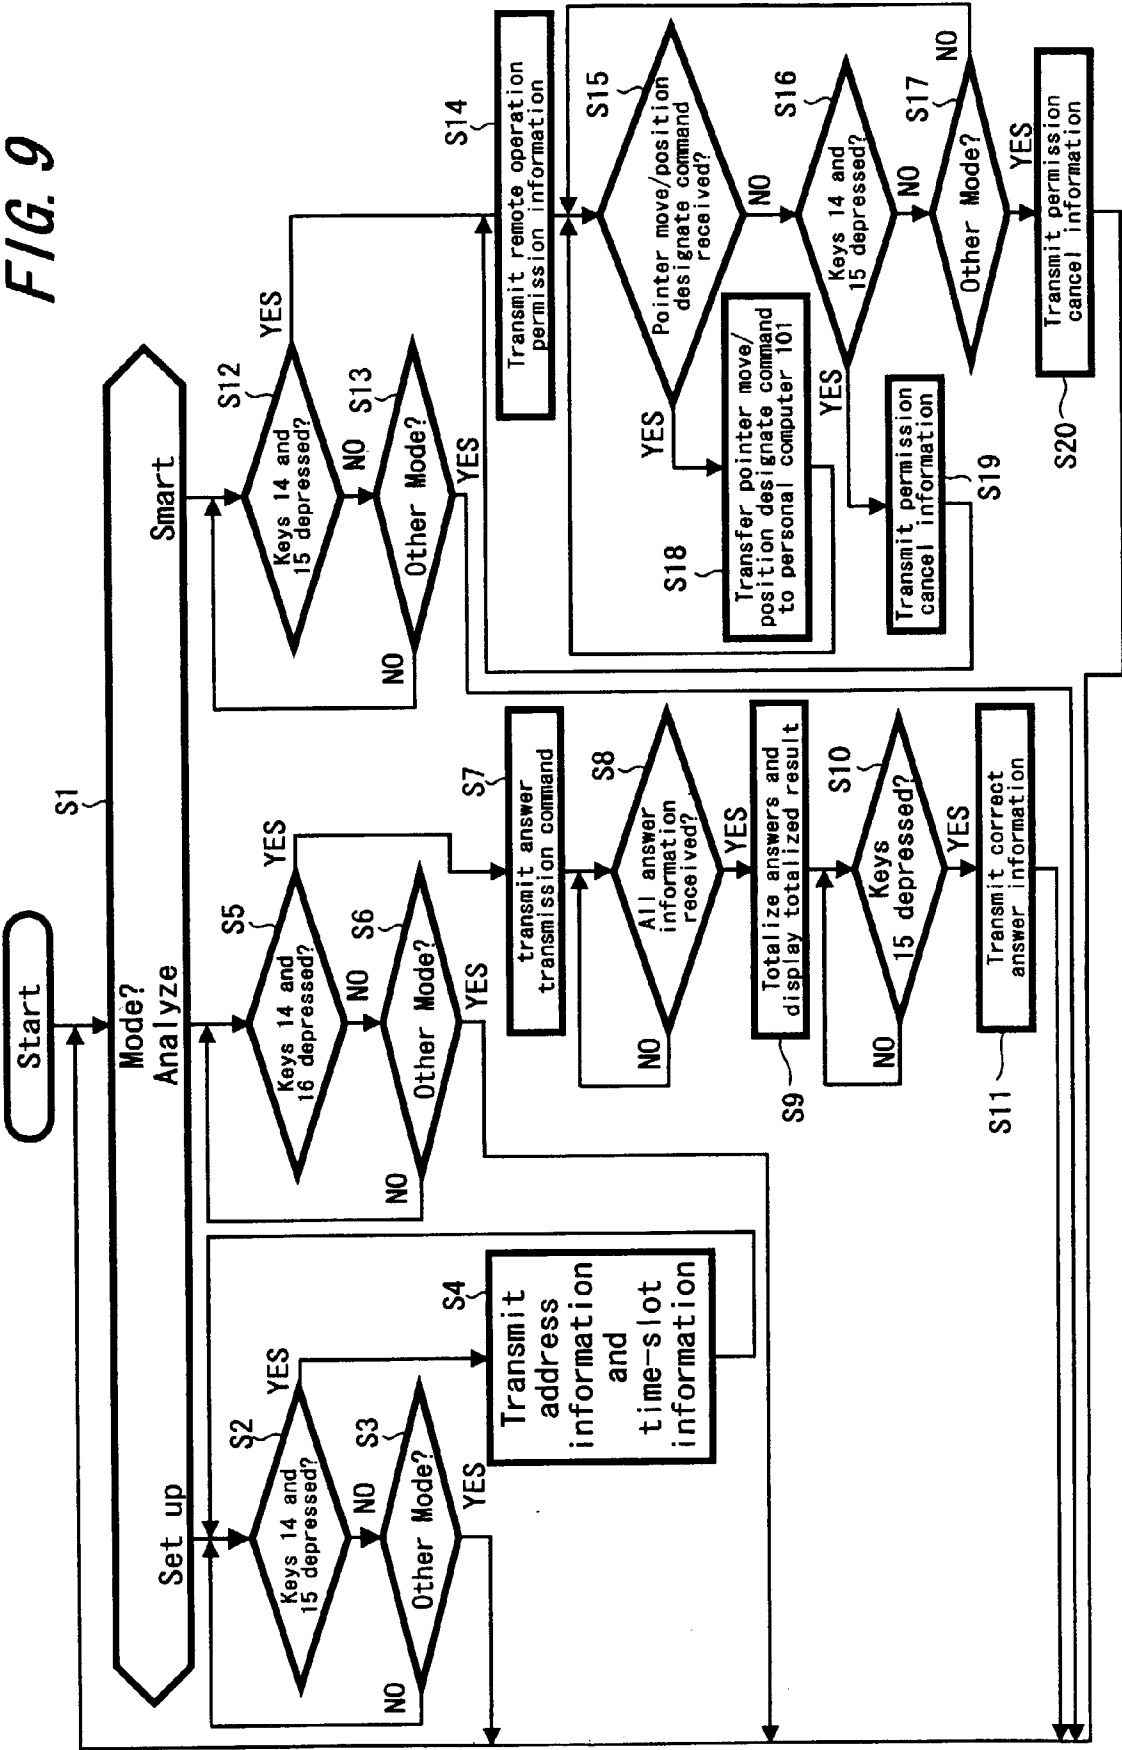 FIG. 9
Start
S1
Mode?
Set up
Analyze
Smart
S2
Keys 14 and
15 depressed?
YES
NO
S3
Other Mode?
NO
YES
S4
Transmit
address
information
and
time-slot
information
S5
Keys 14 and
16 depressed?
YES
NO
S6
Other Mode?
NO
YES
S7
transmit answer
transmission command
S8
All answer
information
received?
NO
YES
S9
Totalize answers and
display totalized result
S10
Keys
15 depressed?
NO
YES
S11
Transmit correct
answer information
S12
Keys 14 and
15 depressed?
YES
NO
S13
Other Mode?
NO
YES
S14
Transmit remote operation
permission information
S15
Pointer move/position
designate command
received?
YES
NO
S18
Transfer pointer move/
position designate command
to personal computer 101
S16
Keys 14 and
15 depressed?
YES
NO
S19
Transmit permission
cancel information
S17
Other Mode?
NO
YES
S20
Transmit permission
cancel information